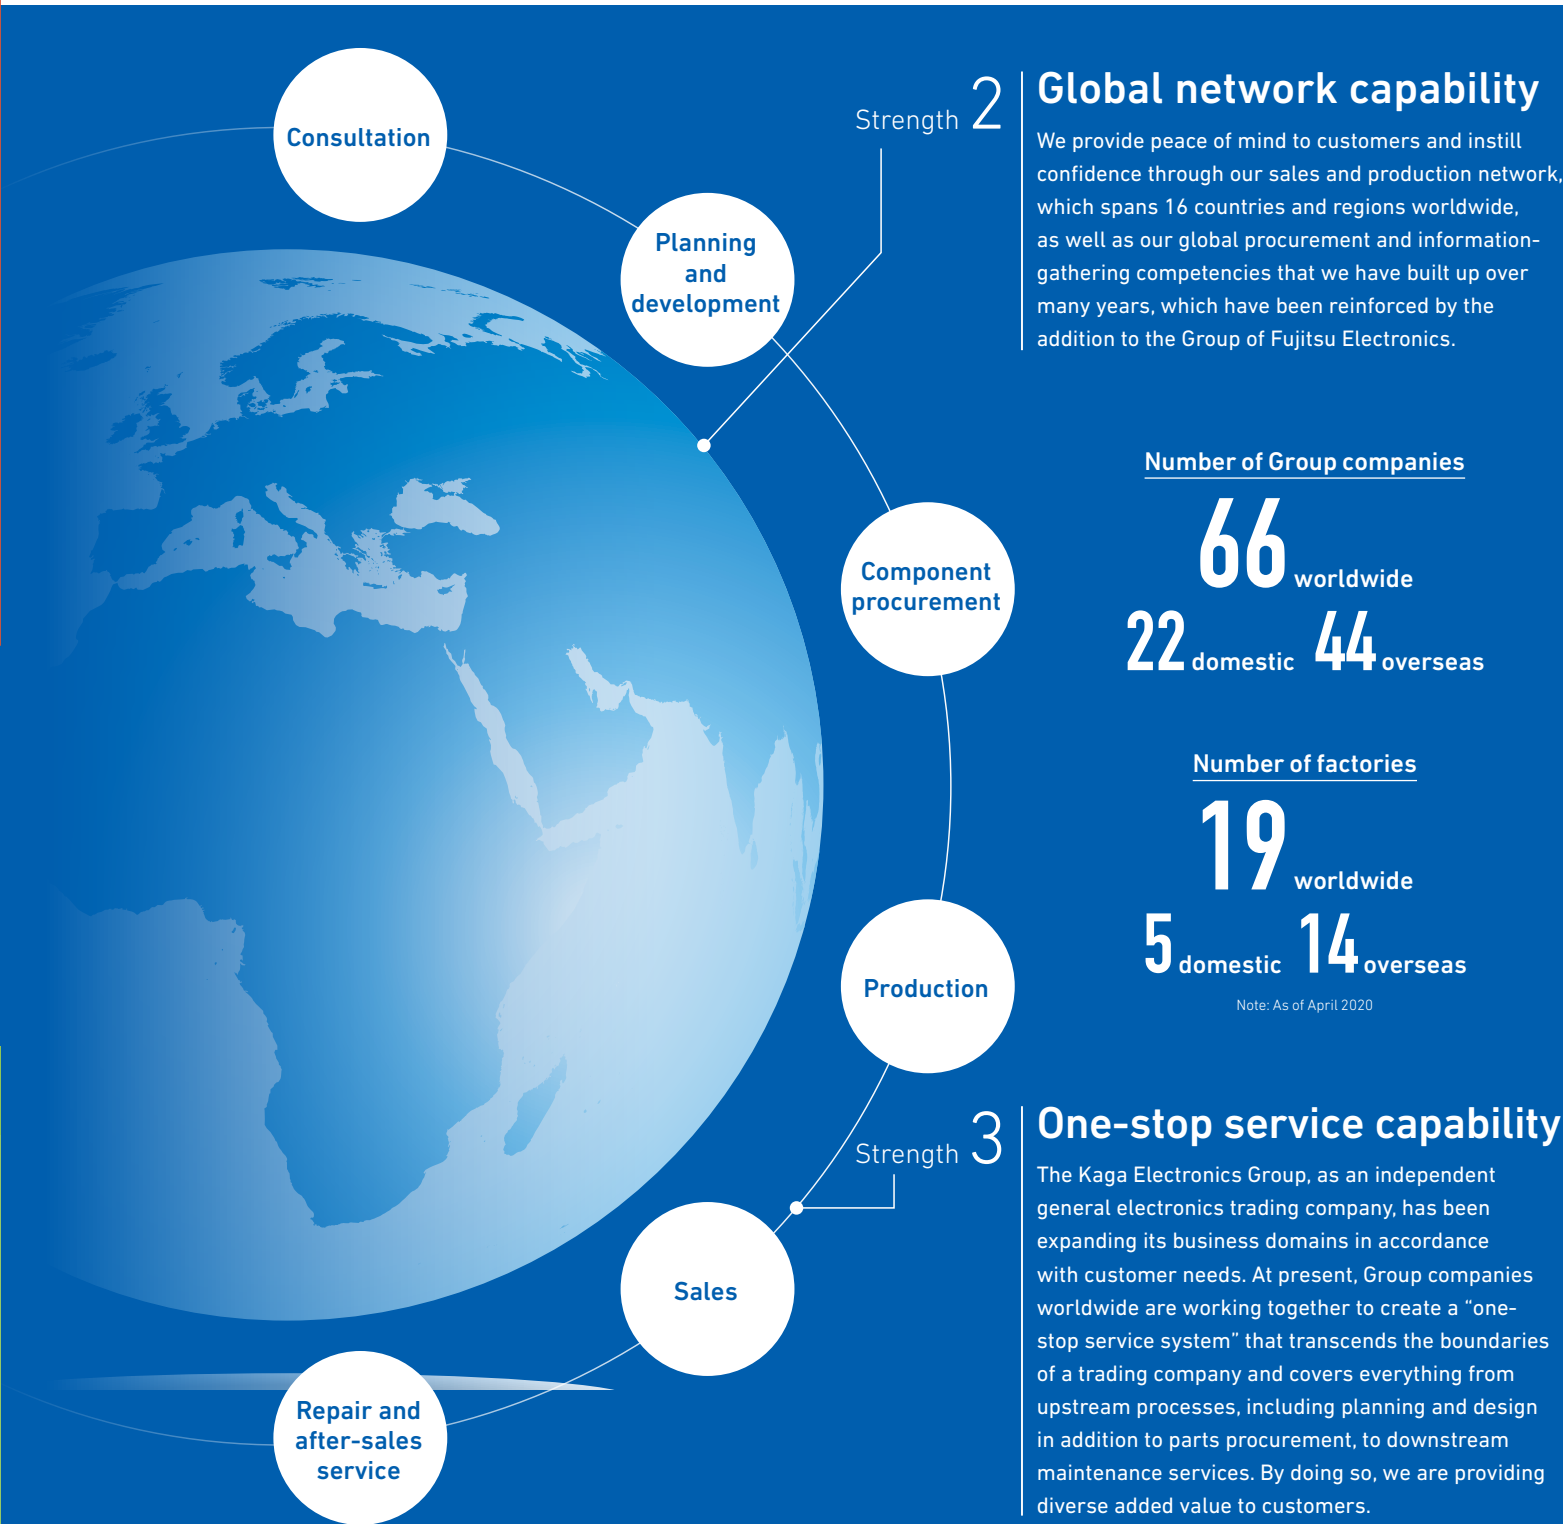 Consultation
Planning
and
development
Component
procurement
Production
Sales
Repair and
after-sales
service
Strength 2
Global network capability
We provide peace of mind to customers and instill
confidence through our sales and production network,
which spans 16 countries and regions worldwide,
as well as our global procurement and information-
gathering competencies that we have built up over
many years, which have been reinforced by the
addition to the Group of Fujitsu Electronics.
Number of Group companies
66 worldwide
22 domestic 44 overseas
Number of factories
19 worldwide
5 domestic 14 overseas
Note: As of April 2020
Strength 3
One-stop service capability
The Kaga Electronics Group, as an independent
general electronics trading company, has been
expanding its business domains in accordance
with customer needs. At present, Group companies
worldwide are working together to create a “one-
stop service system” that transcends the boundaries
of a trading company and covers everything from
upstream processes, including planning and design
in addition to parts procurement, to downstream
maintenance services. By doing so, we are providing
diverse added value to customers.